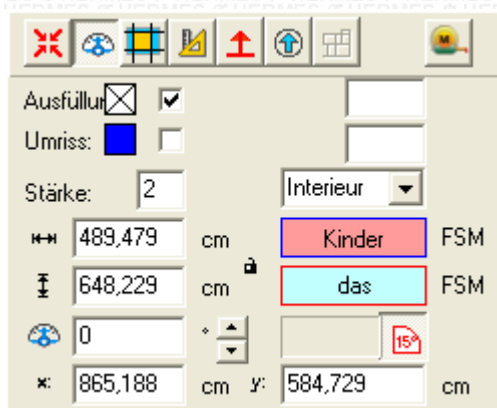 Ausfüllun
Umriss:
Stärke: 2 Interieur
489,479 cm Kinder FSM
648,229 cm das FSM
0 ° 15°
x: 865,188 cm y: 584,729 cm